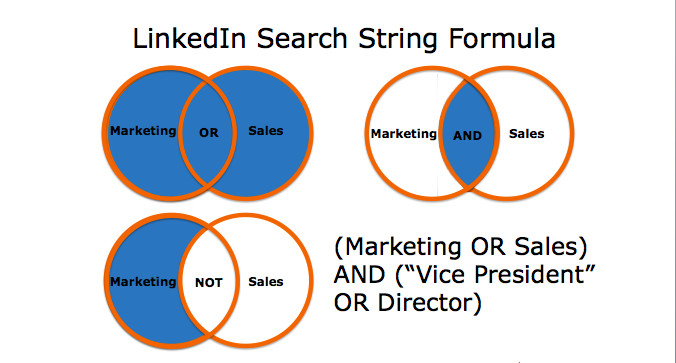 LinkedIn Search String Formula
Marketing OR Sales
Marketing AND Sales
Marketing NOT Sales
(Marketing OR Sales)
AND (“Vice President”
OR Director)